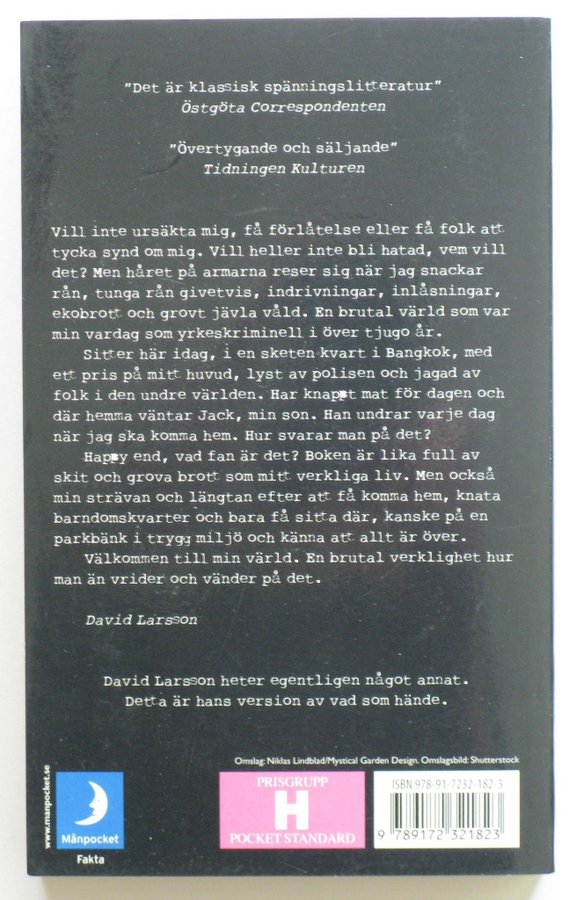 "Det är klassisk spänningslitteratur"
Östgöta Correspondenten
"Övertygande och säljande"
Tidningen Kulturen
Vill inte ursäkta mig, få förlåtelse eller få folk att
tycka synd om mig. Vill heller inte bli hatad, vem vill
det? Men håret på armarna reser sig när jag snackar
rån, tunga rån givetvis, indrivningar, inlåsningar,
ekobrott och grovt jävla våld. En brutal värld som var
min vardag som yrkeskriminell i över tjugo år.
Sitter här idag, i en sketen kvart i Bangkok, med
ett pris på mitt huvud, lyst av polisen och jagad av
folk i den undre världen. Har knappt mat för dagen och
där hemma väntar Jack, min son. Han undrar varje dag
när jag ska komma hem. Hur svarar man på det?
Happy end, vad fan är det? Boken är lika full av
skit och grova brott som mitt verkliga liv. Men också
min strävan och längtan efter att få komma hem, knata
barndomskvarter och bara få sitta där, kanske på en
parkbänk i trygg miljö och känna att allt är över.
Välkommen till min värld. En brutal verklighet hur
man än vrider och vänder på det.
David Larsson
David Larsson heter egentligen något annat.
Detta är hans version av vad som hände.
Omslag: Niklas Lindblad/Mystical Garden Design. Omslagsbild: Shutterstock
www.manpocket.se
Månpocket
Fakta
PRISGRUPP
H
POCKET STANDARD
ISBN 978-91-7232-182-3
9 789172 321823